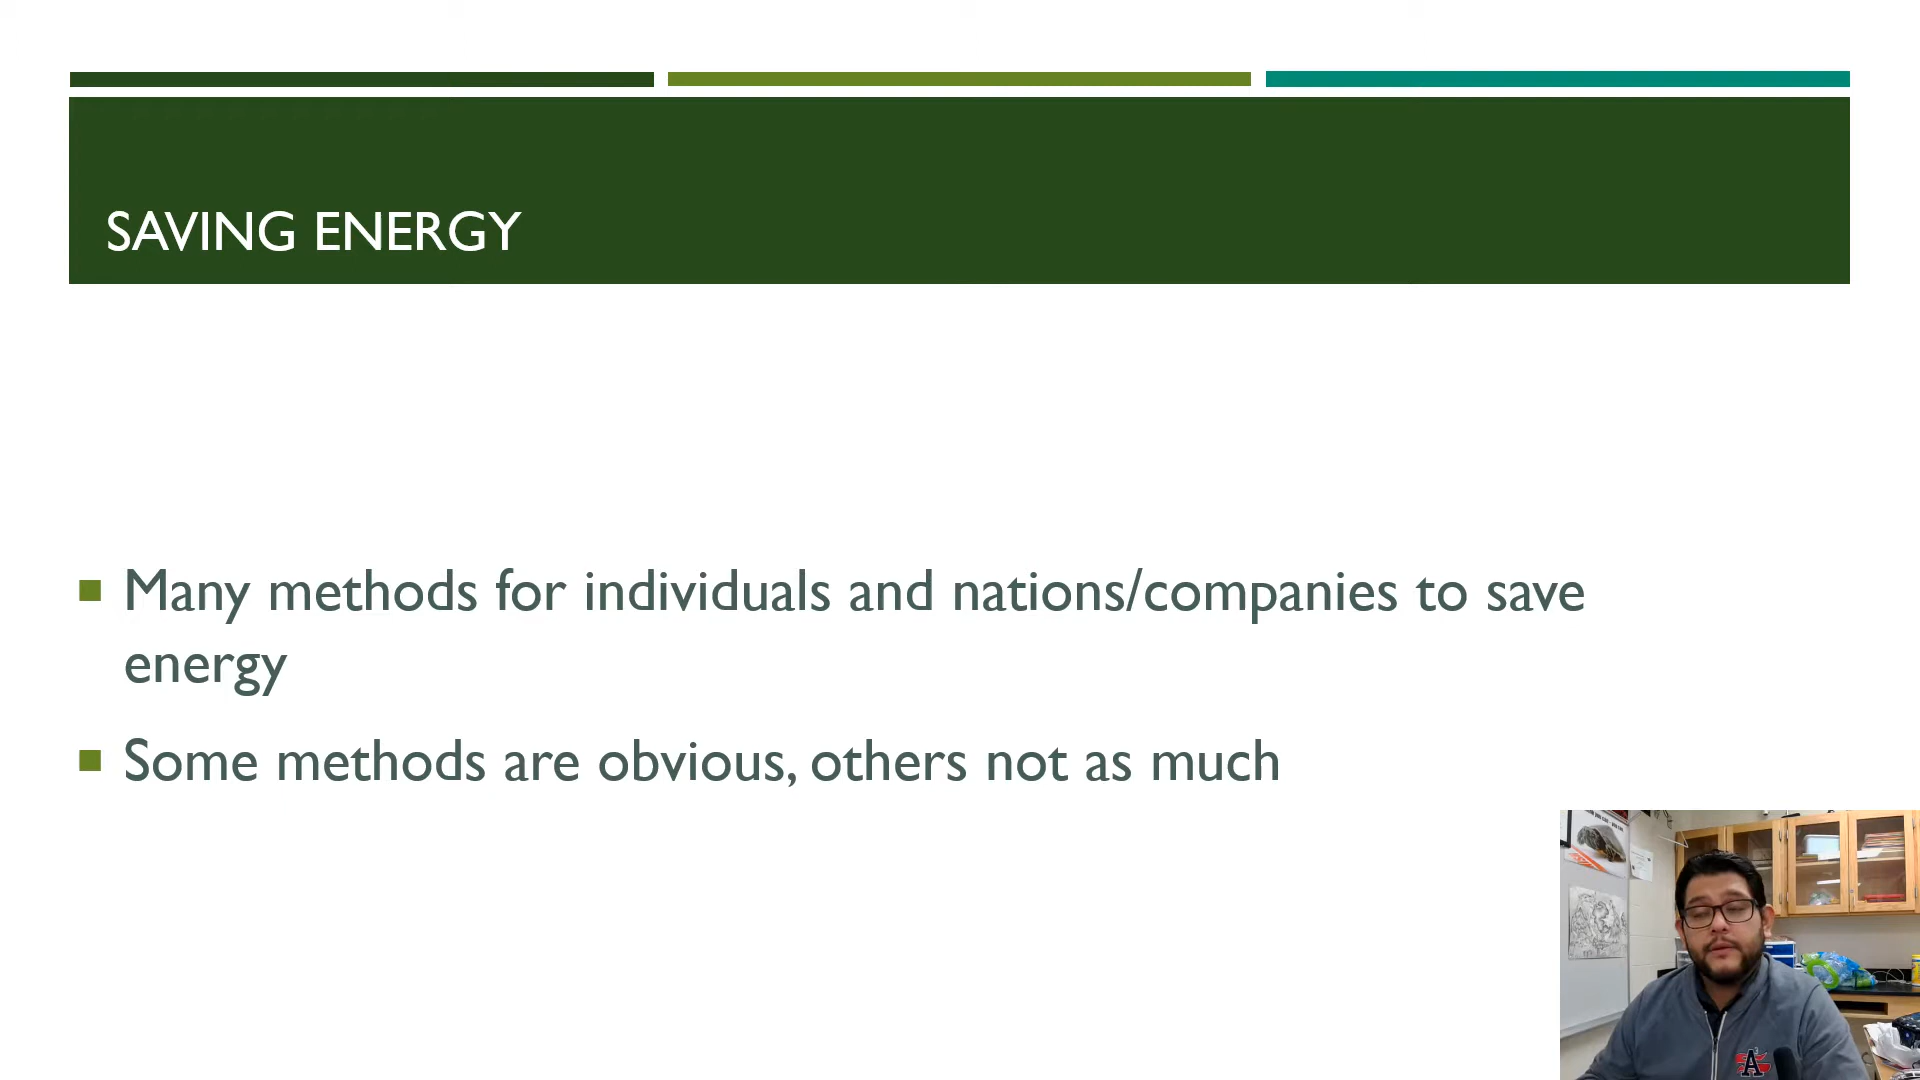 SAVING ENERGY
Many methods for individuals and nations/companies to save
energy
Some methods are obvious, others not as much
A